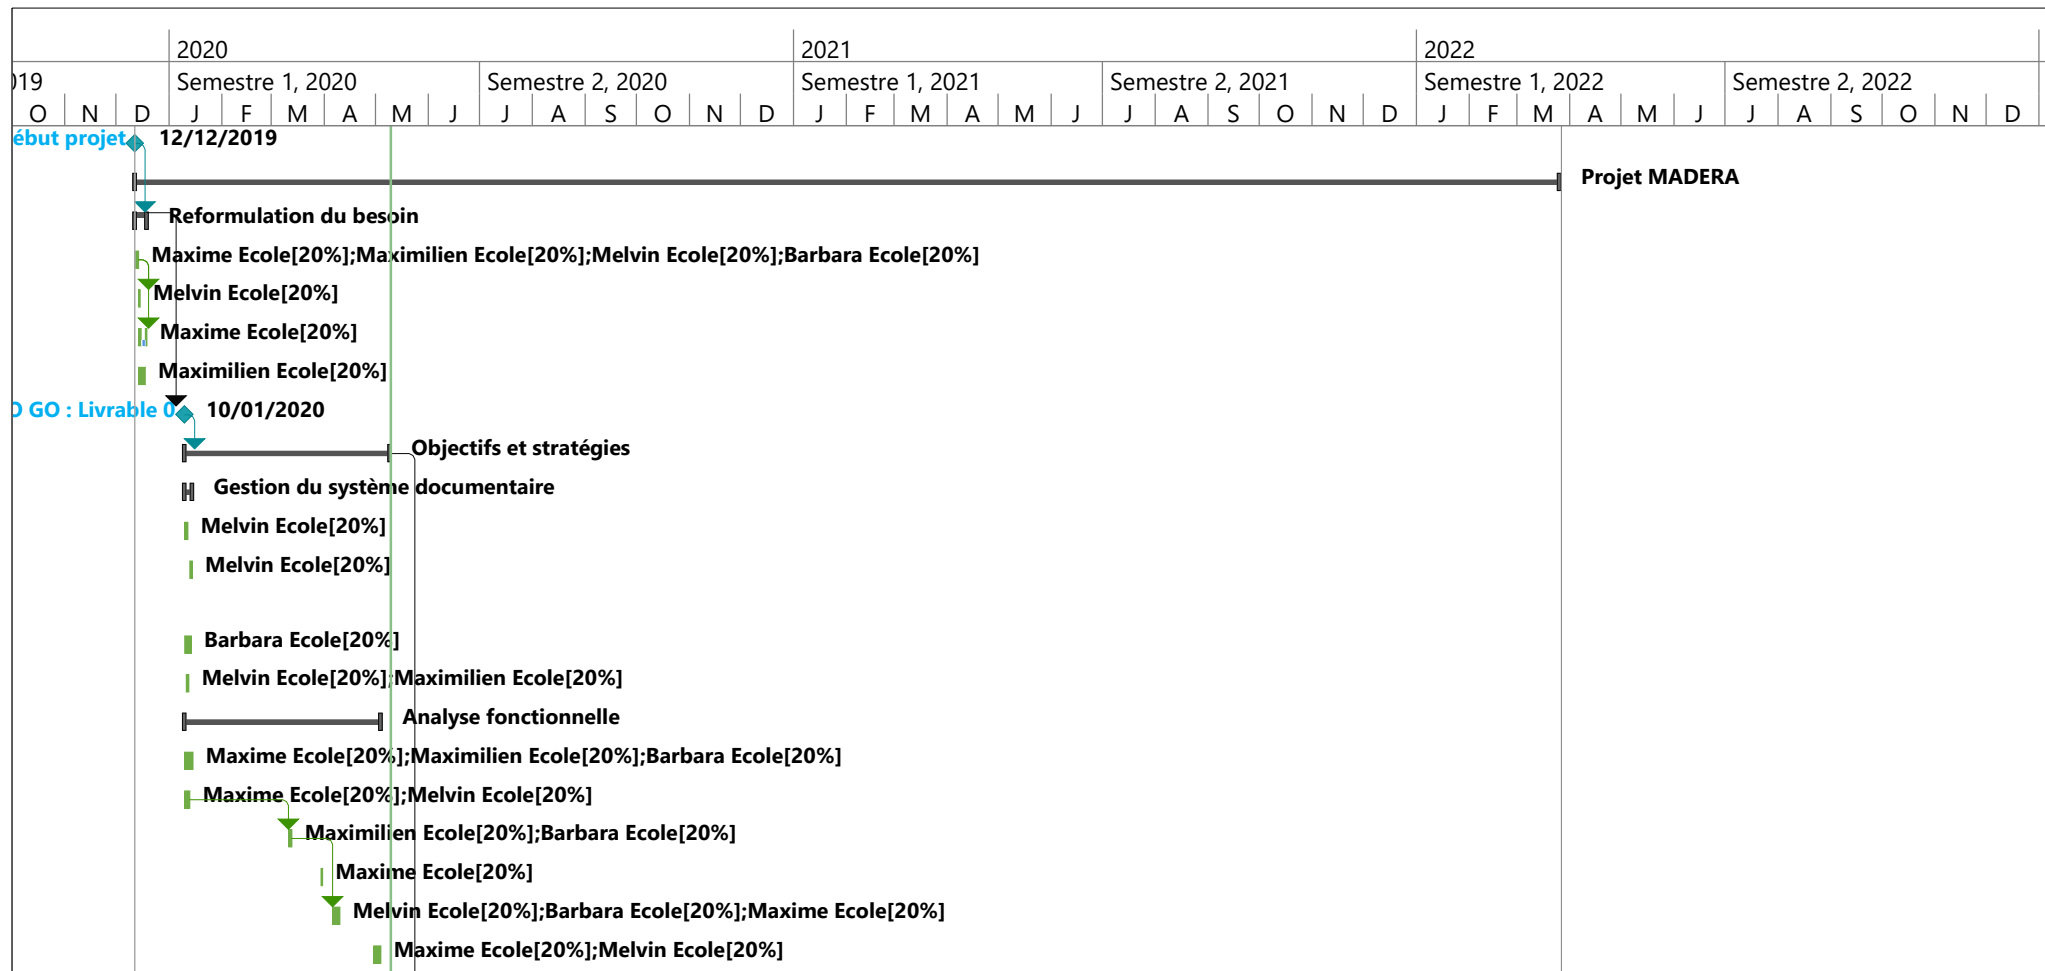 2020 2021 2022
19 Semestre 1, 2020 Semestre 2, 2020 Semestre 1, 2021 Semestre 2, 2021 Semestre 1, 2022 Semestre 2, 2022
O N D J F M A M J J A S O N D J F M A M J J A S O N D J F M A M J J A S O N D
ébut projet 12/12/2019
Projet MADERA
Reformulation du besoin
Maxime Ecole[20%];Maximilien Ecole[20%];Melvin Ecole[20%];Barbara Ecole[20%]
Melvin Ecole[20%]
Maxime Ecole[20%]
Maximilien Ecole[20%]
O GO : Livrable 0 10/01/2020
Objectifs et stratégies
Gestion du système documentaire
Melvin Ecole[20%]
Melvin Ecole[20%]
Barbara Ecole[20%]
Melvin Ecole[20%];Maximilien Ecole[20%]
Analyse fonctionnelle
Maxime Ecole[20%];Maximilien Ecole[20%];Barbara Ecole[20%]
Maxime Ecole[20%];Melvin Ecole[20%]
Maximilien Ecole[20%];Barbara Ecole[20%]
Maxime Ecole[20%]
Melvin Ecole[20%];Barbara Ecole[20%];Maxime Ecole[20%]
Maxime Ecole[20%];Melvin Ecole[20%]